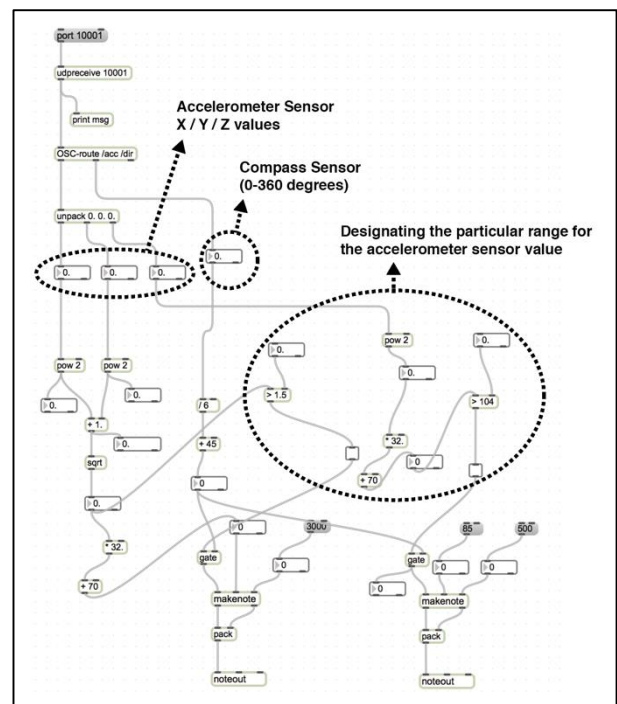 port 10001
udpreceive 10001
print msg
Accelerometer Sensor
X / Y / Z values
OSC-route /acc /dir
Compass Sensor
(0-360 degrees)
unpack 0. 0. 0.
Designating the particular range for
the accelerometer sensor value
0.
0.
0.
0.
pow 2
0.
0.
pow 2
pow 2
0.
0.
0.
> 1.5
> 104
/ 6
+ 1.
0.
+ 45
* 32.
0
sqrt
+ 70
0
0.
0
3000
85
500
* 32.
gate
gate
0
0
0
0
+ 70
makenote
makenote
pack
pack
noteout
noteout